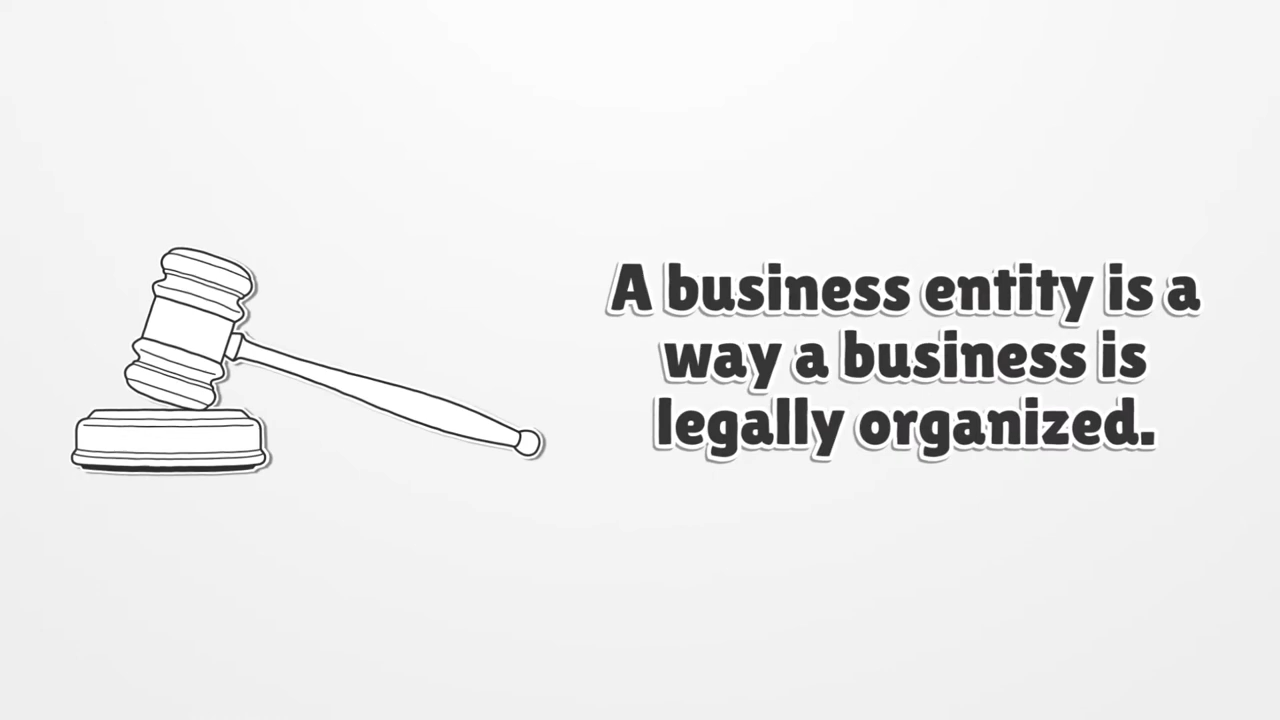 A business entity is a
way a business is
legally organized.